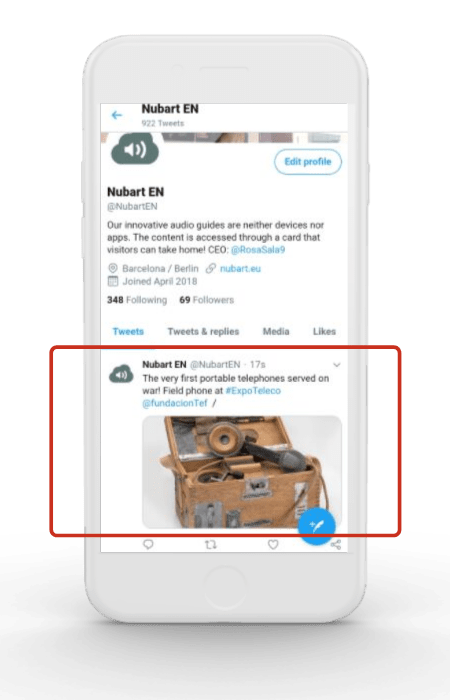 Nubart EN
922 Tweets
Edit profile
Nubart EN
@NubartEN
Our innovative audio guides are neither devices nor
apps. The content is accessed through a card that
visitors can take home! CEO: @RosaSala9
Barcelona / Berlin nubart.eu
Joined April 2018
348 Following 69 Followers
Tweets Tweets & replies Media Likes
Nubart EN @NubartEN · 17s
The very first portable telephones served on
war! Field phone at #ExpoTeleco
@fundacionTef /